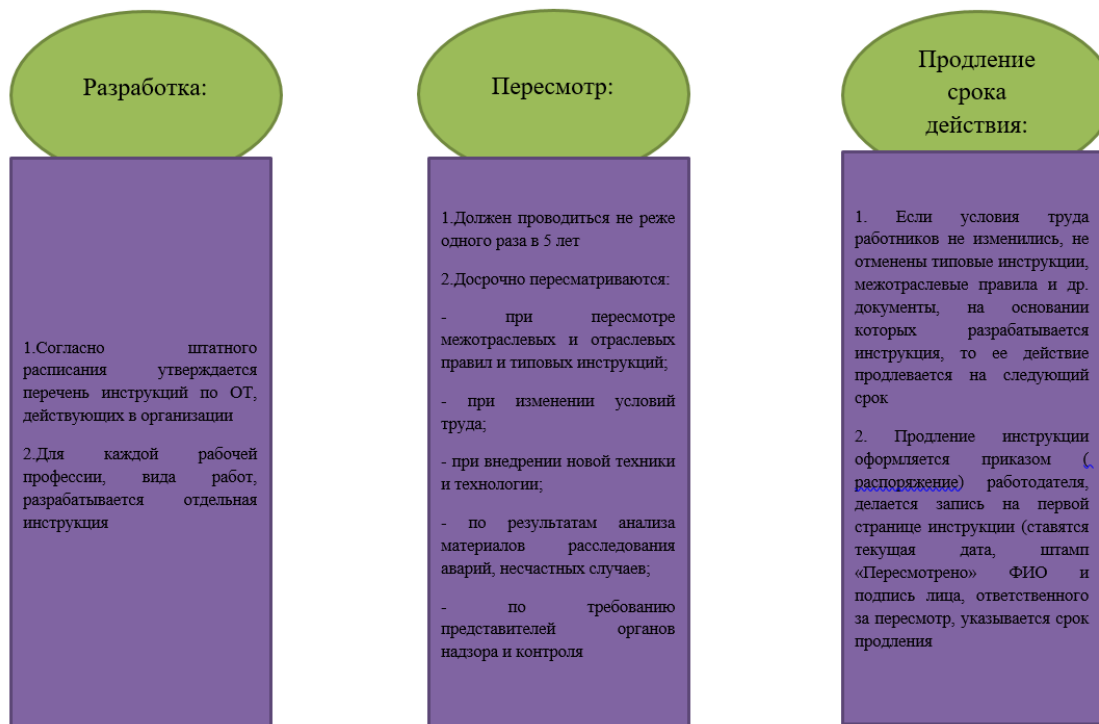 Разработка:
1.Согласно штатного
расписания утверждается
перечень инструкций по ОТ,
действующих в организации
2.Для каждой рабочей
профессии, вида работ,
разрабатывается отдельная
инструкция
Пересмотр:
1.Должен проводиться не реже
одного раза в 5 лет
2.Досрочно пересматриваются:
- при пересмотре
межотраслевых и отраслевых
правил и типовых инструкций;
- при изменении условий
труда;
- при внедрении новой техники
и технологии;
- по результатам анализа
материалов расследования
аварий, несчастных случаев;
- по требованию
представителей органов
надзора и контроля
Продление
срока
действия:
1. Если условия труда
работников не изменились, не
отменены типовые инструкции,
межотраслевые правила и др.
документы, на основании
которых разрабатывается
инструкция, то ее действие
продлевается на следующий
срок
2. Продление инструкции
оформляется приказом (
распоряжение) работодателя,
делается запись на первой
странице инструкции (ставятся
текущая дата, штамп
«Пересмотрено» ФИО и
подпись лица, ответственного
за пересмотр, указывается срок
продления